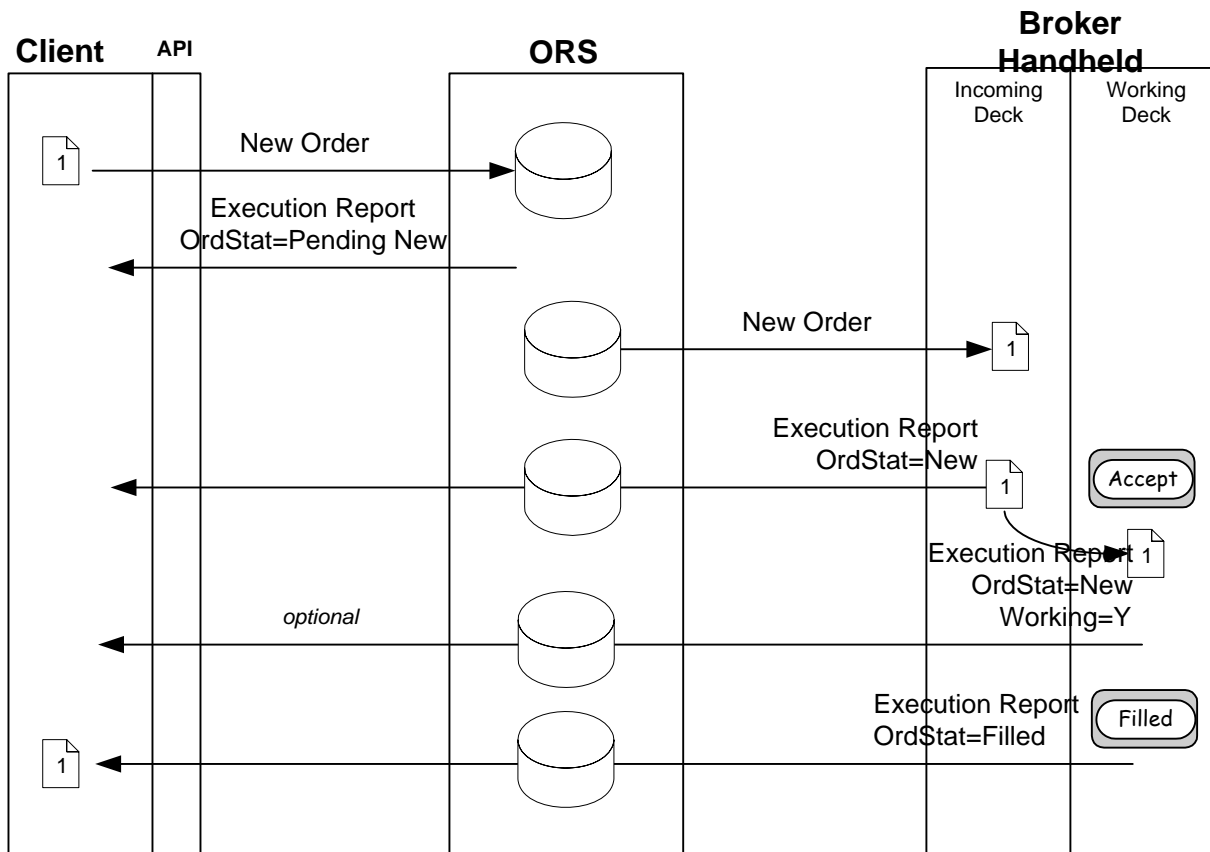 Client
API
ORS
Broker
Handheld
Incoming
Deck
Working
Deck
1
New Order
Execution Report
OrdStat=Pending New
New Order
1
Execution Report
OrdStat=New
1
Accept
Execution Report
OrdStat=New
Working=Y
1
optional
Execution Report
OrdStat=Filled
Filled
1